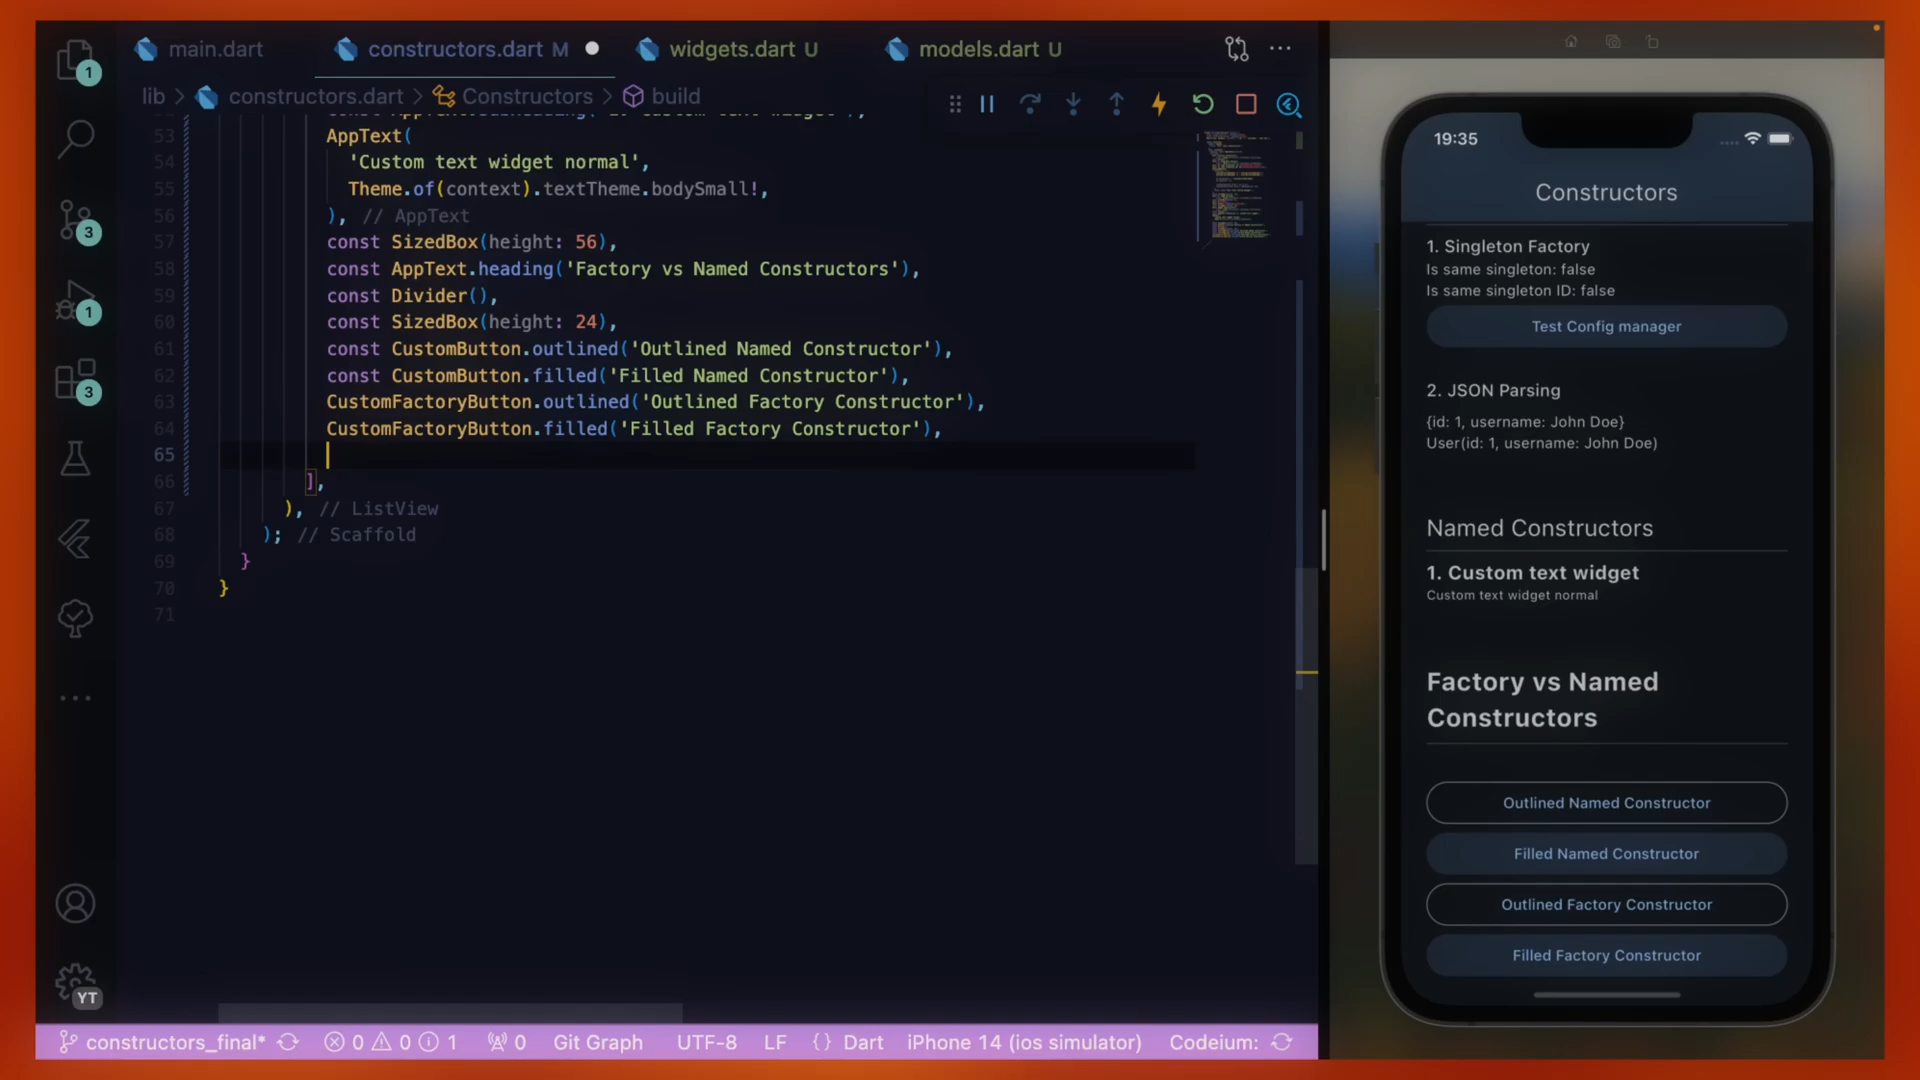 main.dart
constructors.dart M
widgets.dart U
models.dart U
lib > constructors.dart > Constructors > build
53 AppText(
54 'Custom text widget normal',
55 Theme.of(context).textTheme.bodySmall!,
56 ), // AppText
57 const SizedBox(height: 56),
58 const AppText.heading('Factory vs Named Constructors'),
59 const Divider(),
60 const SizedBox(height: 24),
61 const CustomButton.outlined('Outlined Named Constructor'),
62 const CustomButton.filled('Filled Named Constructor'),
63 CustomFactoryButton.outlined('Outlined Factory Constructor'),
64 CustomFactoryButton.filled('Filled Factory Constructor'),
65
66 ],
67 ), // ListView
68 ); // Scaffold
69 }
70 }
71
1
3
1
3
YT
constructors_final* 0 0 1 0 Git Graph UTF-8 LF {} Dart iPhone 14 (ios simulator) Codeium:
19:35
Constructors
1. Singleton Factory
Is same singleton: false
Is same singleton ID: false
Test Config manager
2. JSON Parsing
{id: 1, username: John Doe}
User(id: 1, username: John Doe)
Named Constructors
1. Custom text widget
Custom text widget normal
Factory vs Named
Constructors
Outlined Named Constructor
Filled Named Constructor
Outlined Factory Constructor
Filled Factory Constructor